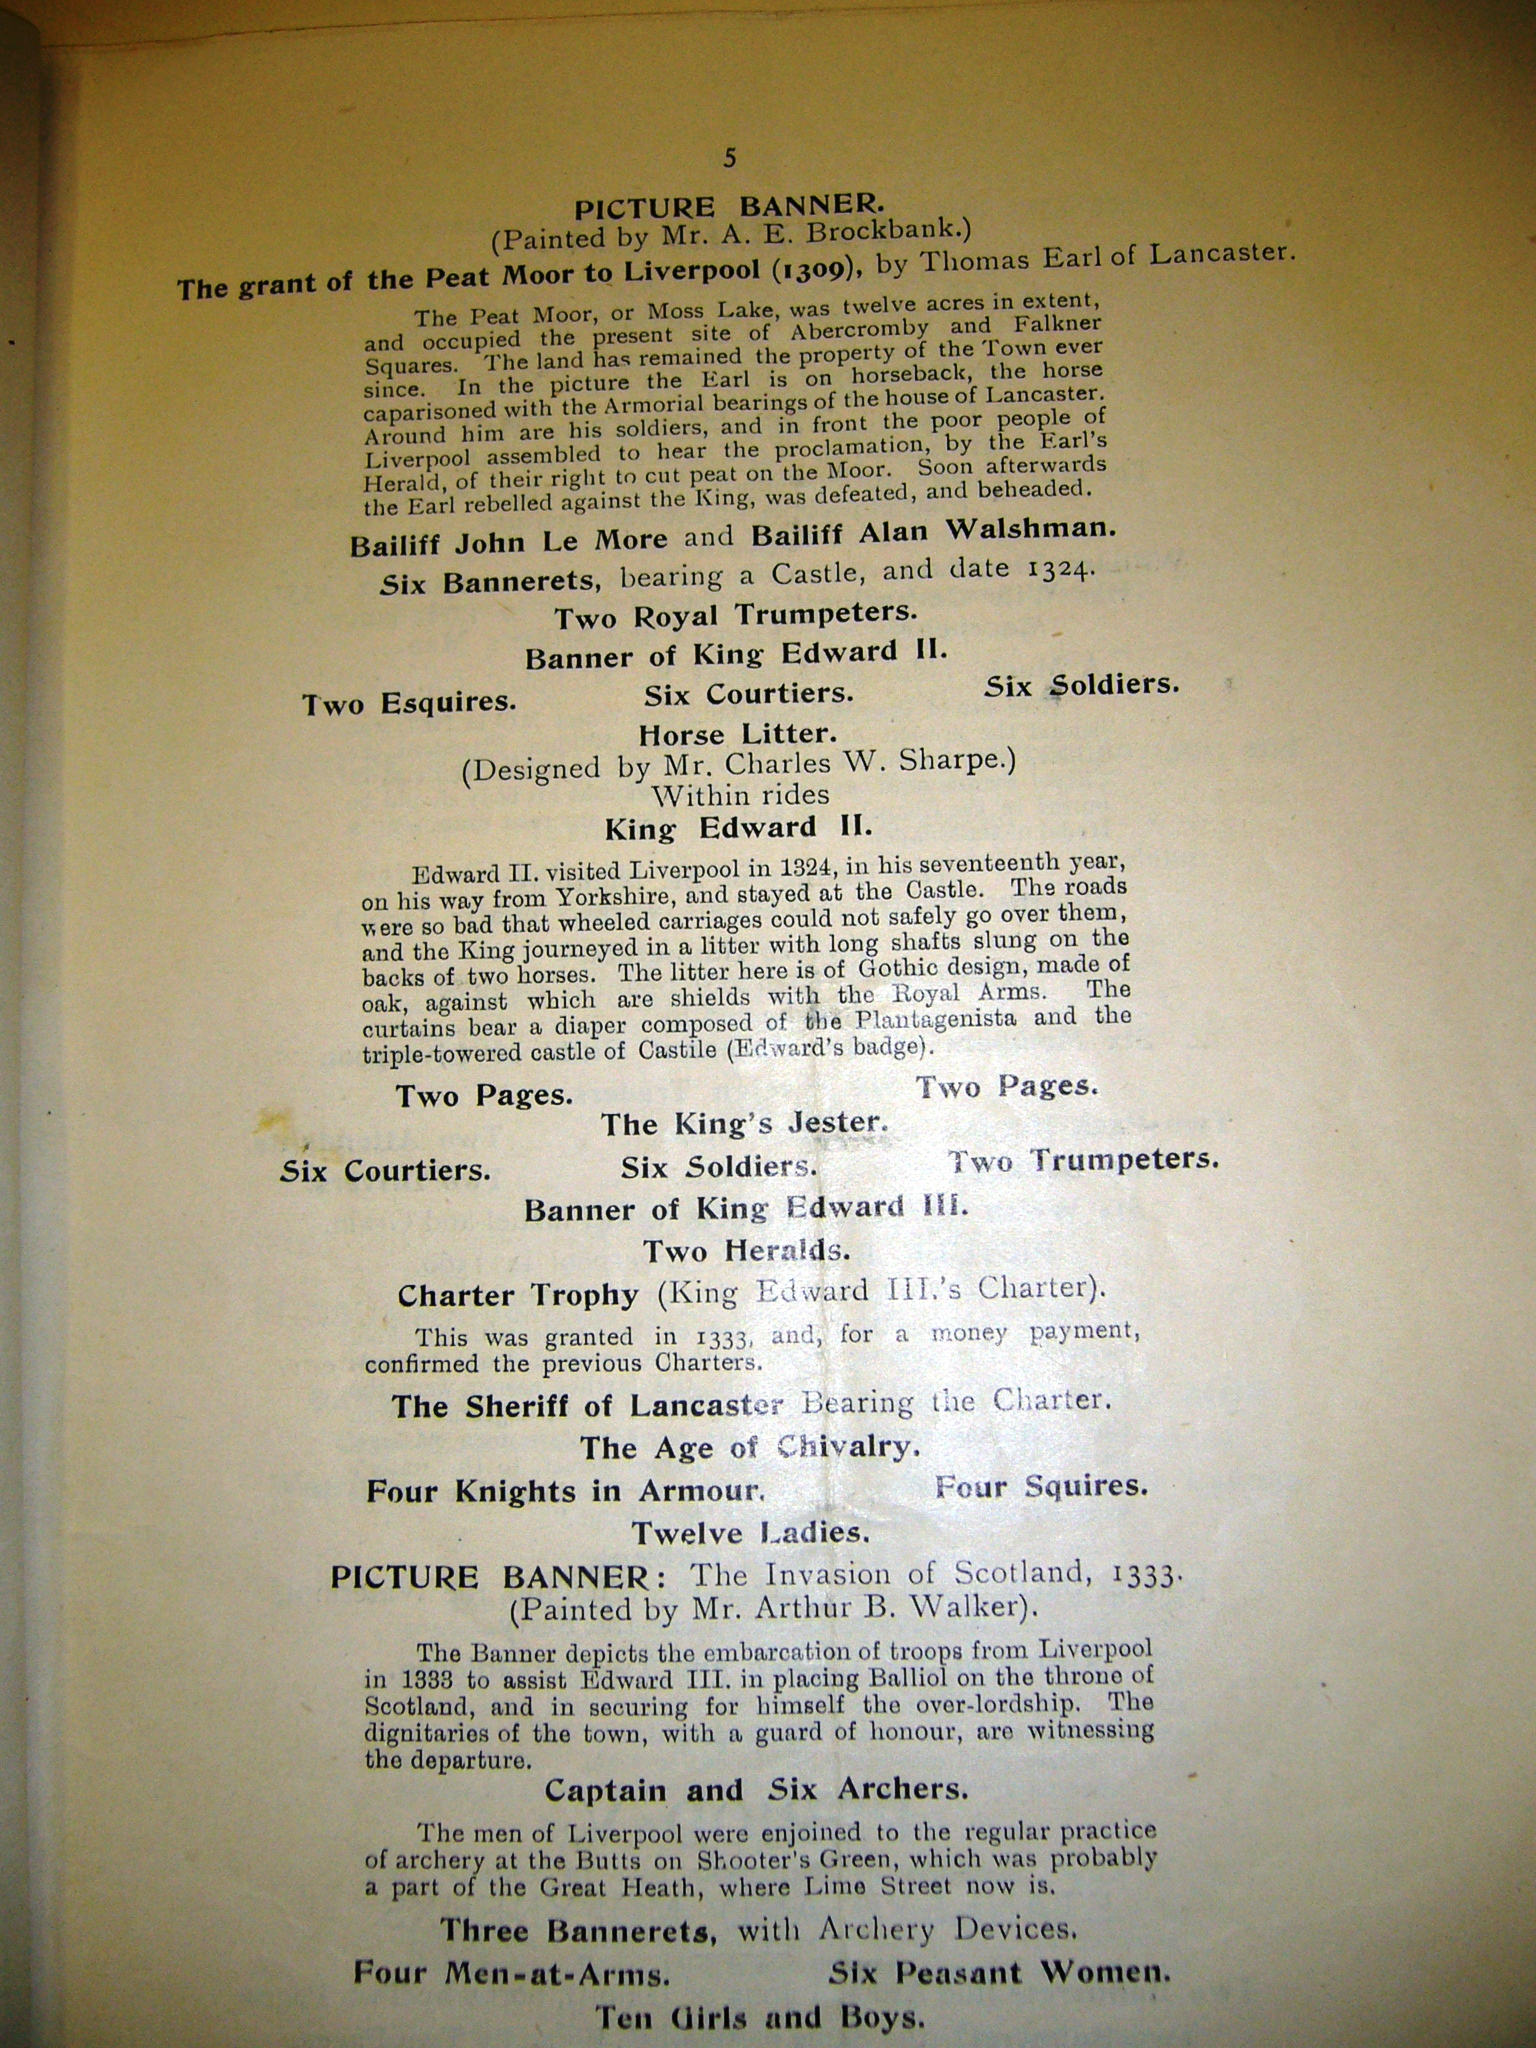 5
PICTURE BANNER.
(Painted by Mr. A. E. Brockbank.)
The grant of the Peat Moor to Liverpool (1309), by Thomas Earl of Lancaster.
The Peat Moor, or Moss Lake, was twelve acres in extent,
and occupied the present site of Abercromby and Falkner
Squares. The land has remained the property of the Town ever
since. In the picture the Earl is on horseback, the horse
caparisoned with the Armorial bearings of the house of Lancaster.
Around him are his soldiers, and in front the poor people of
Liverpool assembled to hear the proclamation, by the Earl's
Herald, of their right to cut peat on the Moor. Soon afterwards
the Earl rebelled against the King, was defeated, and beheaded.
Bailiff John Le More and Bailiff Alan Walshman.
Six Bannerets, bearing a Castle, and date 1324.
Two Royal Trumpeters.
Banner of King Edward II.
Two Esquires. Six Courtiers. Six Soldiers.
Horse Litter.
(Designed by Mr. Charles W. Sharpe.)
Within rides
King Edward II.
Edward II. visited Liverpool in 1324, in his seventeenth year,
on his way from Yorkshire, and stayed at the Castle. The roads
were so bad that wheeled carriages could not safely go over them,
and the King journeyed in a litter with long shafts slung on the
backs of two horses. The litter here is of Gothic design, made of
oak, against which are shields with the Royal Arms. The
curtains bear a diaper composed of the Plantagenista and the
triple-towered castle of Castile (Edward's badge).
Two Pages. Two Pages.
The King's Jester.
Six Courtiers. Six Soldiers. Two Trumpeters.
Banner of King Edward III.
Two Heralds.
Charter Trophy (King Edward III.'s Charter).
This was granted in 1333, and, for a money payment,
confirmed the previous Charters.
The Sheriff of Lancaster Bearing the Charter.
The Age of Chivalry.
Four Knights in Armour. Four Squires.
Twelve Ladies.
PICTURE BANNER: The Invasion of Scotland, 1333.
(Painted by Mr. Arthur B. Walker).
The Banner depicts the embarcation of troops from Liverpool
in 1333 to assist Edward III. in placing Balliol on the throne of
Scotland, and in securing for himself the over-lordship. The
dignitaries of the town, with a guard of honour, are witnessing
the departure.
Captain and Six Archers.
The men of Liverpool were enjoined to the regular practice
of archery at the Butts on Shooter's Green, which was probably
a part of the Great Heath, where Lime Street now is.
Three Bannerets, with Archery Devices.
Four Men-at-Arms. Six Peasant Women.
Ten Girls and Boys.